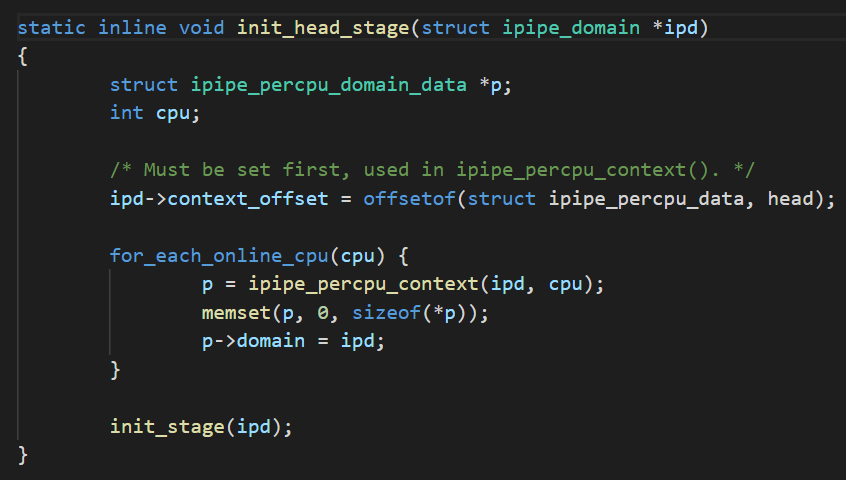 static inline void init_head_stage(struct ipipe_domain *ipd)
{
struct ipipe_percpu_domain_data *p;
int cpu;
/* Must be set first, used in ipipe_percpu_context(). */
ipd->context_offset = offsetof(struct ipipe_percpu_data, head);
for_each_online_cpu(cpu) {
p = ipipe_percpu_context(ipd, cpu);
memset(p, 0, sizeof(*p));
p->domain = ipd;
}
init_stage(ipd);
}